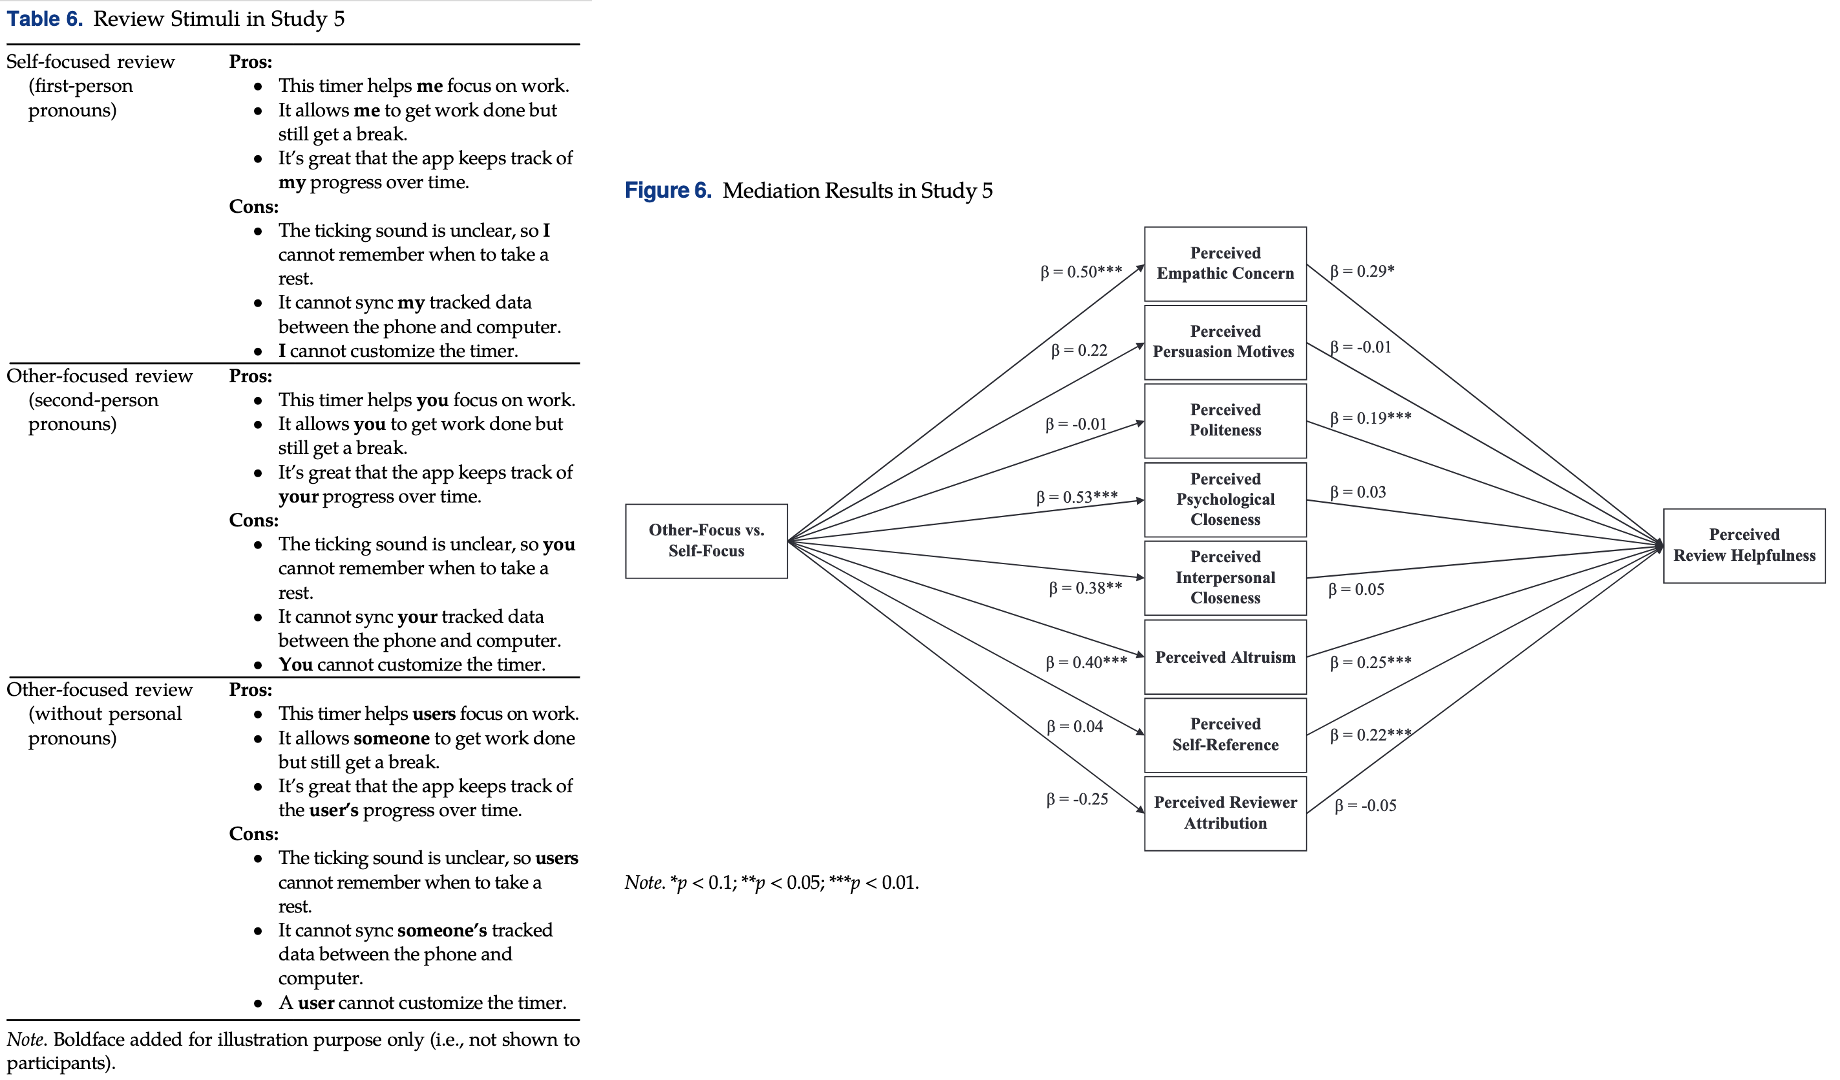 Table 6. Review Stimuli in Study 5
Self-focused review
(first-person
pronouns)
Pros:
• This timer helps me focus on work.
• It allows me to get work done but
still get a break.
• It’s great that the app keeps track of
my progress over time.
Cons:
• The ticking sound is unclear, so I
cannot remember when to take a
rest.
• It cannot sync my tracked data
between the phone and computer.
• I cannot customize the timer.
Other-focused review
(second-person
pronouns)
Pros:
• This timer helps you focus on work.
• It allows you to get work done but
still get a break.
• It’s great that the app keeps track of
your progress over time.
Cons:
• The ticking sound is unclear, so you
cannot remember when to take a
rest.
• It cannot sync your tracked data
between the phone and computer.
• You cannot customize the timer.
Other-focused review
(without personal
pronouns)
Pros:
• This timer helps users focus on work.
• It allows someone to get work done
but still get a break.
• It’s great that the app keeps track of
the user’s progress over time.
Cons:
• The ticking sound is unclear, so users
cannot remember when to take a
rest.
• It cannot sync someone’s tracked
data between the phone and
computer.
• A user cannot customize the timer.
Note. Boldface added for illustration purpose only (i.e., not shown to
participants).
Figure 6. Mediation Results in Study 5
Other-Focus vs.
Self-Focus
β = 0.50***
Perceived
Empathic Concern
β = 0.29*
β = 0.22
Perceived
Persuasion Motives
β = -0.01
β = -0.01
Perceived
Politeness
β = 0.19***
β = 0.53***
Perceived
Psychological
Closeness
β = 0.03
β = 0.38**
Perceived
Interpersonal
Closeness
β = 0.05
β = 0.40***
Perceived Altruism
β = 0.25***
β = 0.04
Perceived
Self-Reference
β = 0.22***
β = -0.25
Perceived Reviewer
Attribution
β = -0.05
Perceived
Review Helpfulness
Note. *p < 0.1; **p < 0.05; ***p < 0.01.